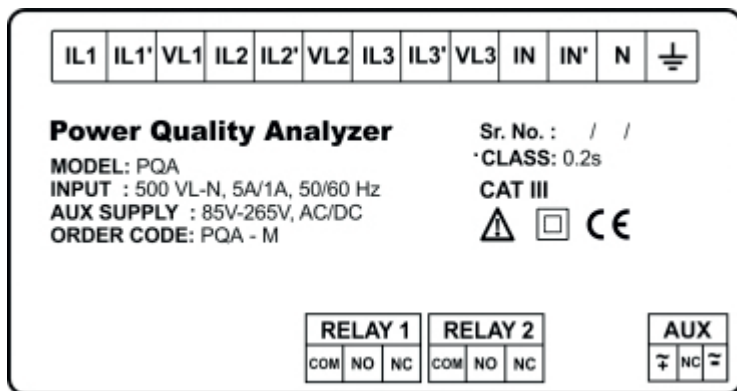 IL1 IL1' VL1 IL2 IL2' VL2 IL3 IL3' VL3 IN IN' N
Power Quality Analyzer
MODEL: PQA
INPUT : 500 VL-N, 5A/1A, 50/60 Hz
AUX SUPPLY : 85V-265V, AC/DC
ORDER CODE: PQA - M
Sr. No. : / /
CLASS: 0.2s
CAT III
CE
RELAY 1 RELAY 2 AUX
COM NO NC COM NO NC NC